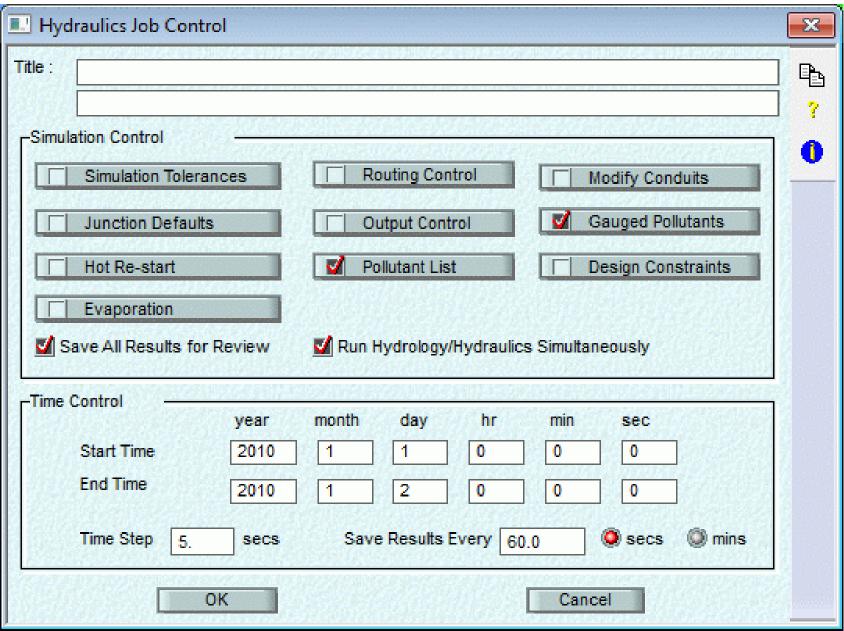 Hydraulics Job Control
Title :
Simulation Control
Simulation Tolerances
Routing Control
Modify Conduits
Junction Defaults
Output Control
Gauged Pollutants
Hot Re-start
Pollutant List
Design Constraints
Evaporation
Save All Results for Review
Run Hydrology/Hydraulics Simultaneously
Time Control
year month day hr min sec
Start Time 2010 1 1 0 0 0
End Time 2010 1 2 0 0 0
Time Step 5. secs Save Results Every 60.0 secs mins
OK Cancel